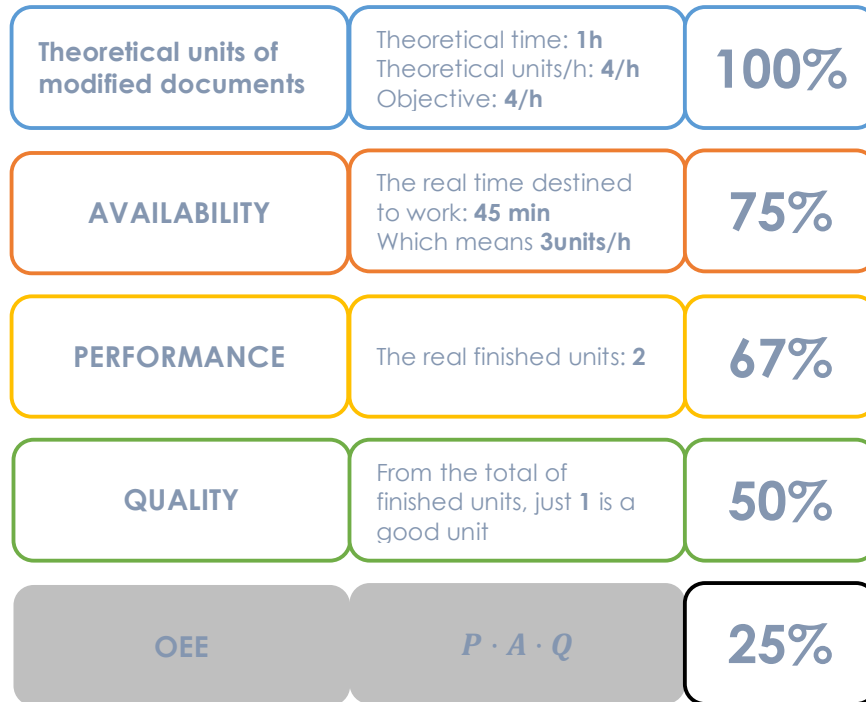 Theoretical units of
modified documents
Theoretical time: 1h
Theoretical units/h: 4/h
Objective: 4/h
100%
AVAILABILITY
The real time destined
to work: 45 min
Which means 3units/h
75%
PERFORMANCE
The real finished units: 2
67%
QUALITY
From the total of
finished units, just 1 is a
good unit
50%
OEE
P · A · Q
25%